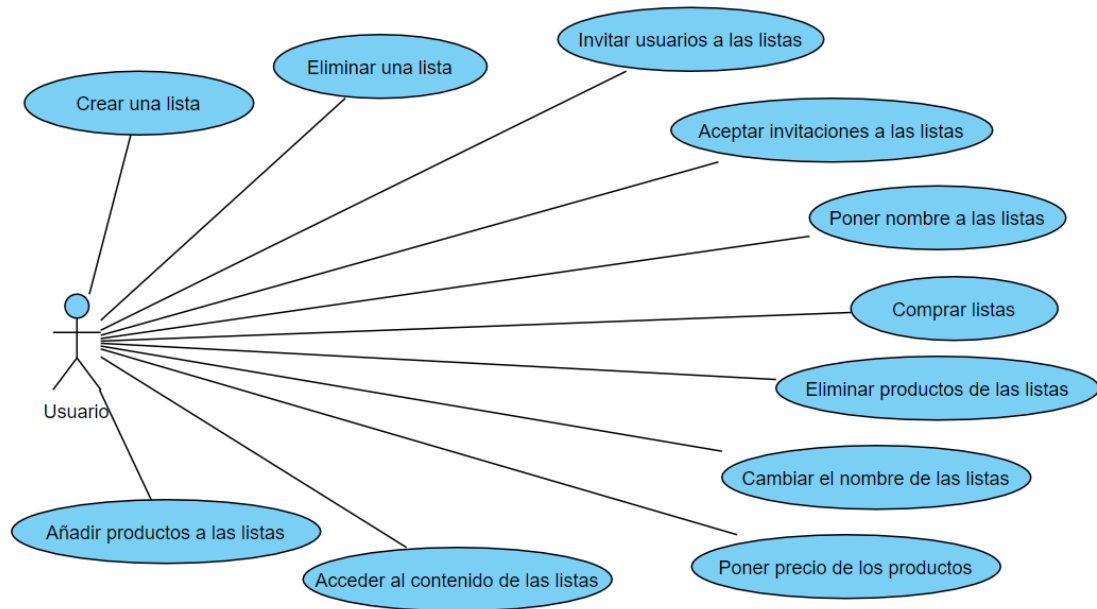 Invitar usuarios a las listas
Eliminar una lista
Crear una lista
Aceptar invitaciones a las listas
Poner nombre a las listas
Comprar listas
Eliminar productos de las listas
Usuario
Cambiar el nombre de las listas
Añadir productos a las listas
Poner precio de los productos
Acceder al contenido de las listas